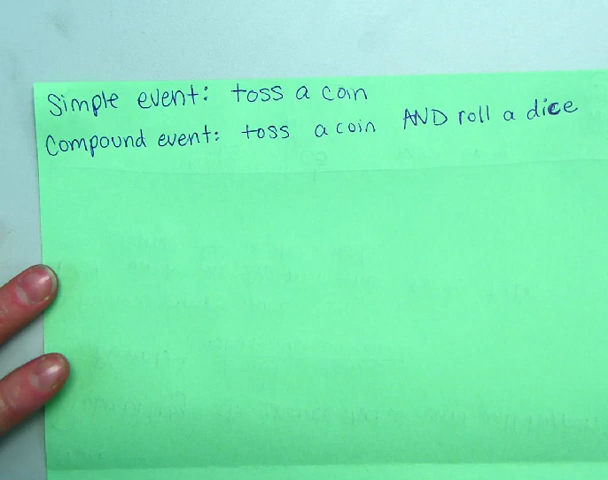 Simple event: toss a coin
Compound event: toss a coin AND roll a dice